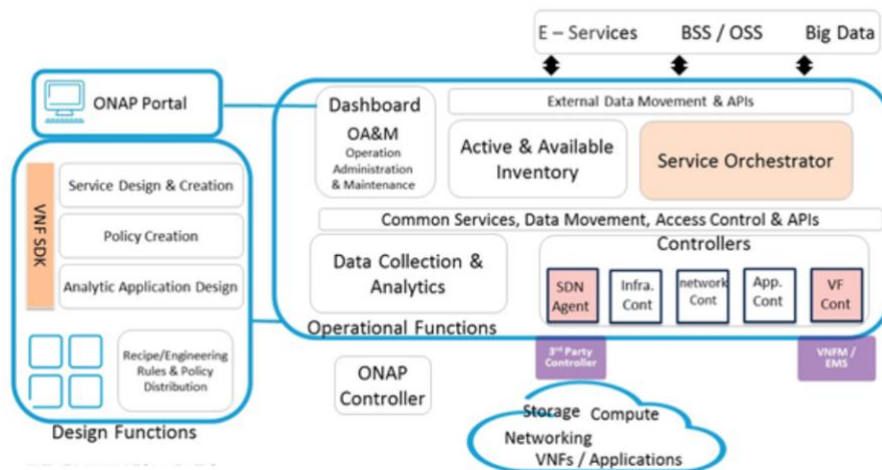 E – Services BSS / OSS Big Data
ONAP Portal
Dashboard
OA&M
Operation
Administration
& Maintenance
External Data Movement & APIs
Active & Available
Inventory
Service Orchestrator
VNF SDK
Service Design & Creation
Policy Creation
Analytic Application Design
Recipe/Engineering
Rules & Policy
Distribution
Design Functions
Common Services, Data Movement, Access Control & APIs
Data Collection &
Analytics
Controllers
SDN
Agent
Infra.
Cont
network
Cont
App.
Cont
VF
Cont
Operational Functions
3rd Party
Controller
VNFM /
EMS
ONAP
Controller
Storage Compute
Networking
VNFs / Applications